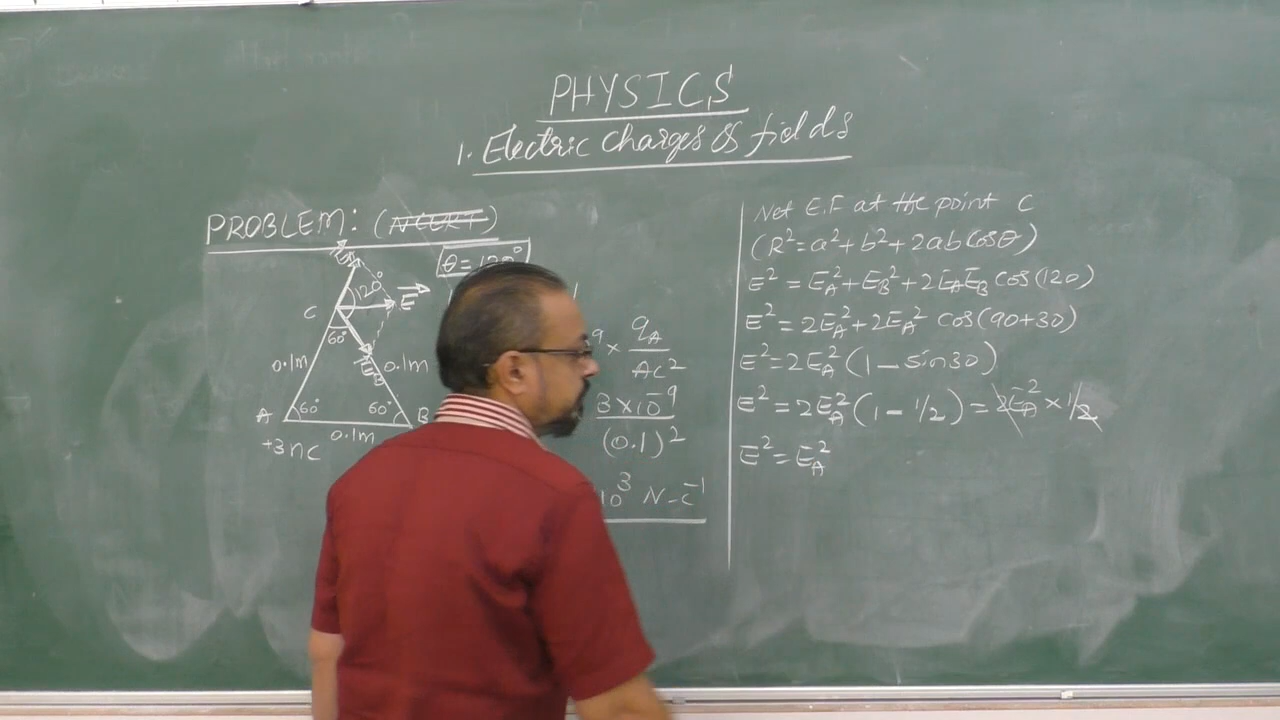 PHYSICS
1. Electric charges & fields
PROBLEM: (NCERT)
θ = 120°
120°
E
C
60°
0.1m
0.1m
A
60°
60°
B
+3nc
0.1m
9 × qA / AC²
3×10⁻⁹ / (0.1)²
10³ N-c⁻¹
Net E.F at the point C
(R² = a² + b² + 2ab cosθ)
E² = EA² + EB² + 2EAEB cos(120)
E² = 2EA² + 2EA² cos(90+30)
E² = 2EA² (1 - sin30)
E² = 2EA² (1 - 1/2) = 2EA² × 1/2
E² = EA²